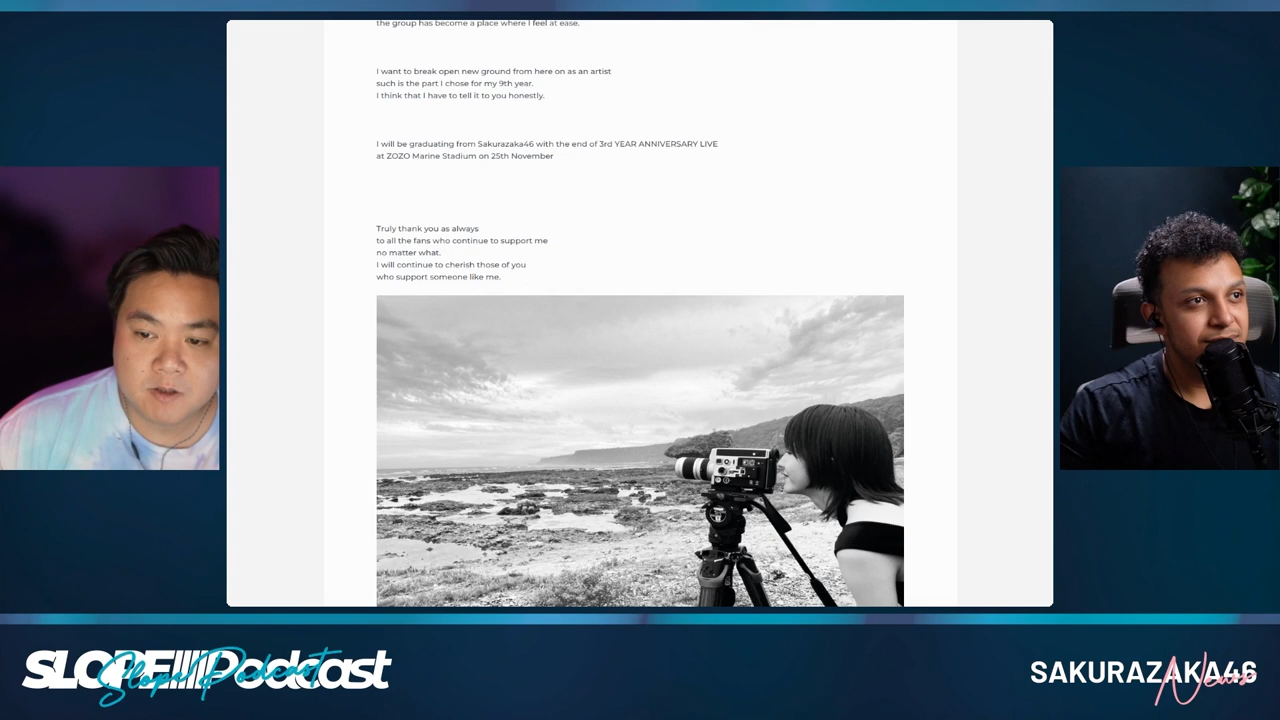 the group has become a place where I feel at ease.
I want to break open new ground from here on as an artist
such is the part I chose for my 9th year.
I think that I have to tell it to you honestly.
I will be graduating from Sakurazaka46 with the end of 3rd YEAR ANNIVERSARY LIVE
at ZOZO Marine Stadium on 25th November
Truly thank you as always
to all the fans who continue to support me
no matter what.
I will continue to cherish those of you
who support someone like me.
SLOPE////Podcast
Slope Podcast
SAKURAZAKA46
News